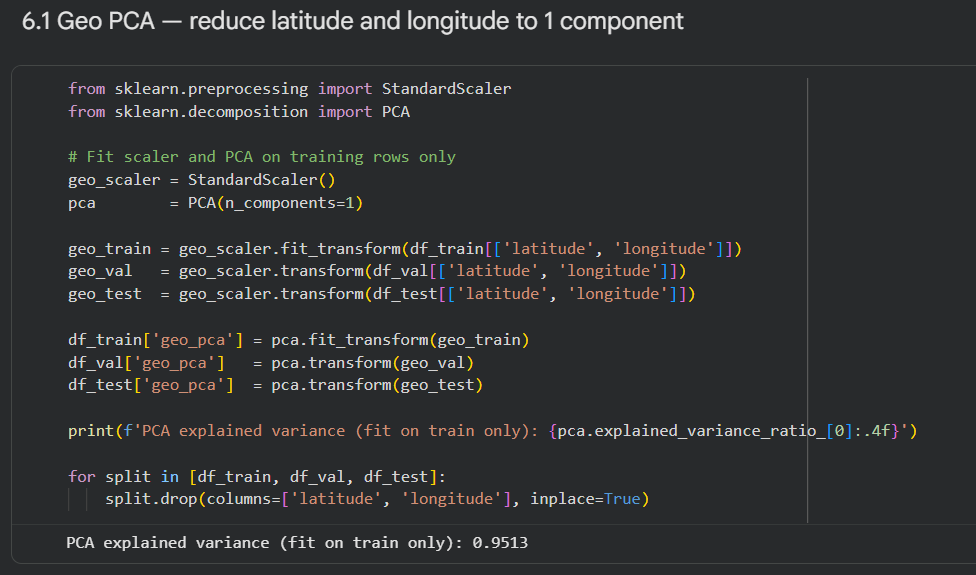 6.1 Geo PCA — reduce latitude and longitude to 1 component
from sklearn.preprocessing import StandardScaler
from sklearn.decomposition import PCA
# Fit scaler and PCA on training rows only
geo_scaler = StandardScaler()
pca        = PCA(n_components=1)
geo_train = geo_scaler.fit_transform(df_train[['latitude', 'longitude']])
geo_val   = geo_scaler.transform(df_val[['latitude', 'longitude']])
geo_test  = geo_scaler.transform(df_test[['latitude', 'longitude']])
df_train['geo_pca'] = pca.fit_transform(geo_train)
df_val['geo_pca']   = pca.transform(geo_val)
df_test['geo_pca']  = pca.transform(geo_test)
print(f'PCA explained variance (fit on train only): {pca.explained_variance_ratio_[0]:.4f}')
for split in [df_train, df_val, df_test]:
    split.drop(columns=['latitude', 'longitude'], inplace=True)
PCA explained variance (fit on train only): 0.9513